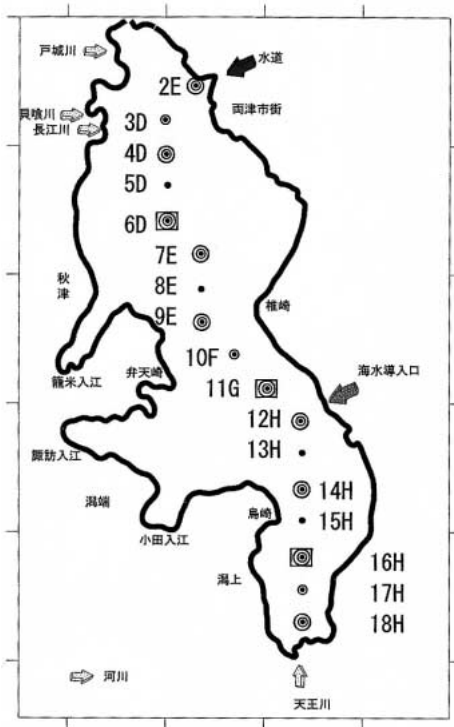 戸城川
水道
2E
両津市街
貝喰川
3D
長江川
4D
5D
6D
7E
秋津
8E
椎崎
9E
10F
弁天崎
籠米入江
11G
海水導入口
12H
諏訪入江
13H
14H
潟端
烏崎
15H
小田入江
16H
潟上
17H
18H
河川
天王川